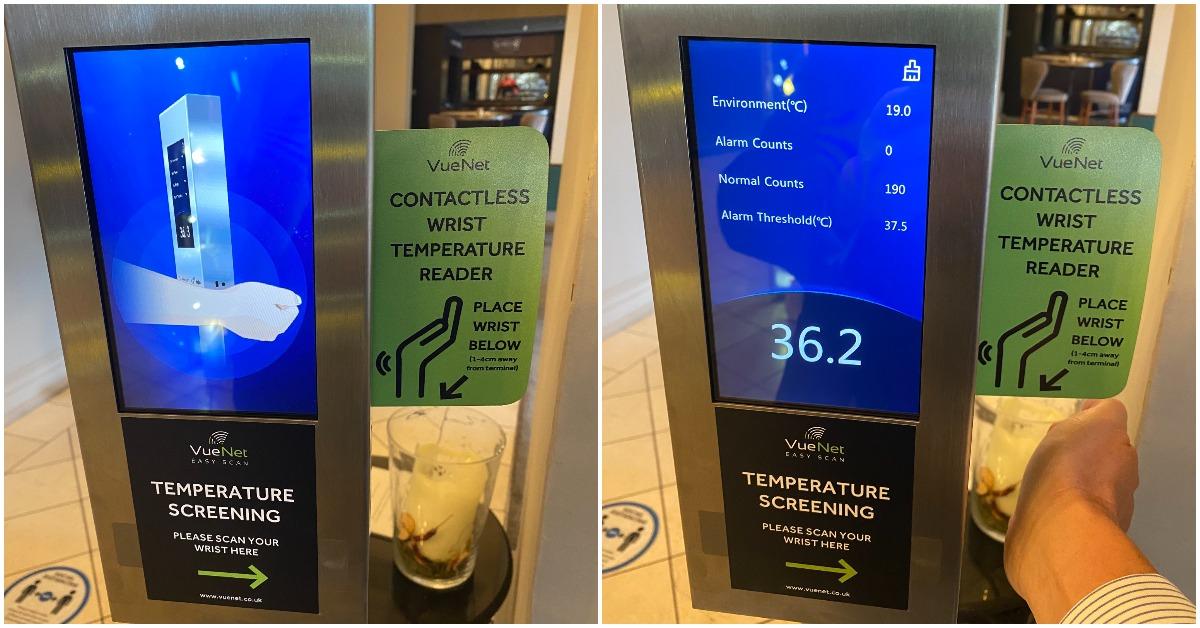 VueNet
CONTACTLESS
WRIST
TEMPERATURE
READER
PLACE
WRIST
BELOW
(1-4cm away
from terminal)
VueNet
EASY SCAN
TEMPERATURE
SCREENING
PLEASE SCAN YOUR
WRIST HERE
www.vuenet.co.uk
Environment(℃) 19.0
Alarm Counts 0
Normal Counts 190
Alarm Threshold(℃) 37.5
36.2
VueNet
CONTACTLESS
WRIST
TEMPERATURE
READER
PLACE
WRIST
BELOW
(1-4cm away
from terminal)
VueNet
EASY SCAN
TEMPERATURE
SCREENING
PLEASE SCAN YOUR
WRIST HERE
www.vuenet.co.uk